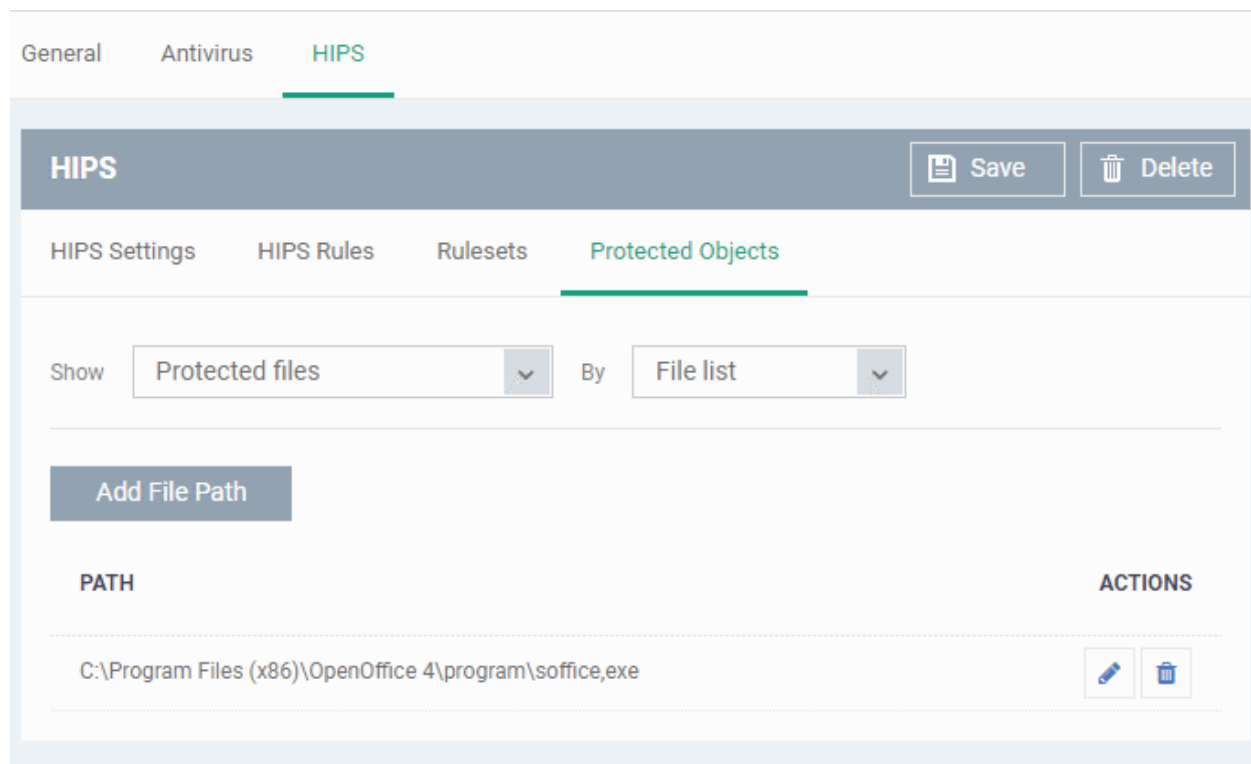 General Antivirus HIPS
HIPS Save Delete
HIPS Settings HIPS Rules Rulesets Protected Objects
Show Protected files By File list
Add File Path
PATH ACTIONS
C:\Program Files (x86)\OpenOffice 4\program\soffice,exe